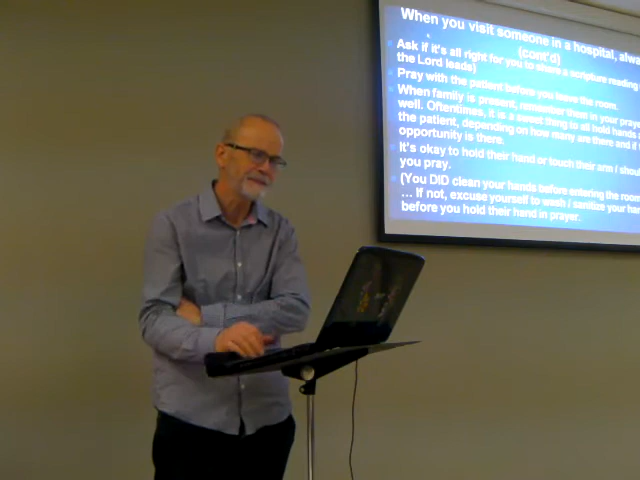 When you visit someone in a hospital, alwa
(cont'd)
Ask if it's all right for you to share a scripture reading
the Lord leads)
Pray with the patient before you leave the room.
When family is present, remember them in your praye
well. Oftentimes, it is a sweet thing to all hold hands
the patient, depending on how many are there and if
opportunity is there.
It's okay to hold their hand or touch their arm / shou
you pray.
(You DID clean your hands before entering the room
... If not, excuse yourself to wash / sanitize your han
before you hold their hand in prayer.